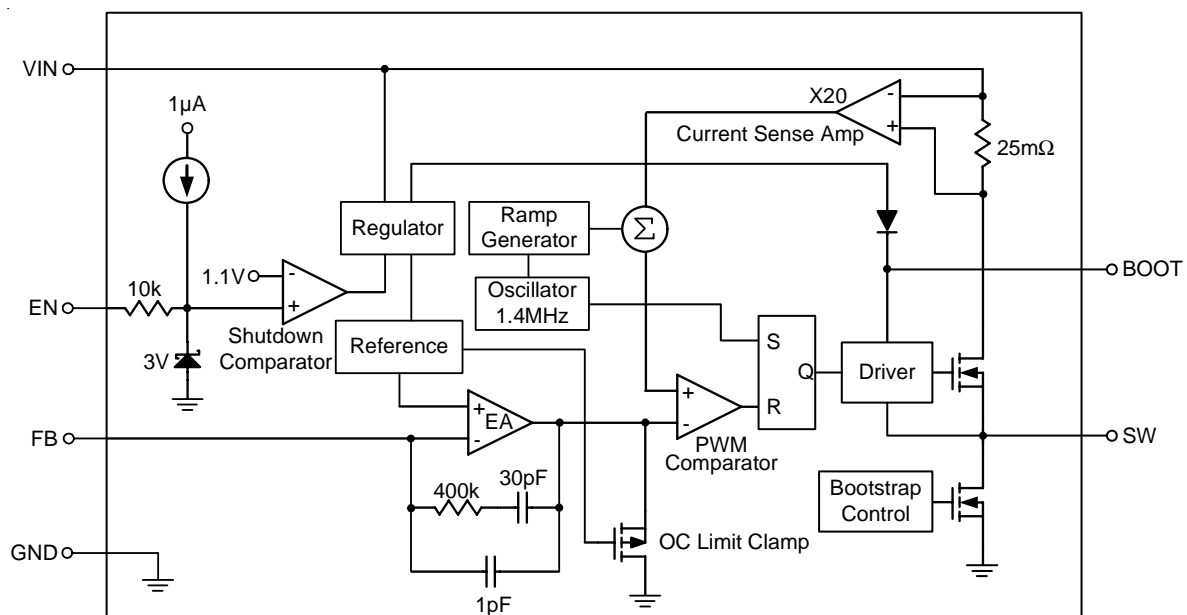 VIN
1µA
X20
-
+
Current Sense Amp
25mΩ
Regulator
Ramp
Generator
Σ
1.1V
-
+
BOOT
EN
10k
Oscillator
1.4MHz
Shutdown
Comparator
3V
Reference
S
Q
R
Driver
+
EA
-
+
-
FB
SW
PWM
Comparator
400k
30pF
Bootstrap
Control
GND
OC Limit Clamp
1pF